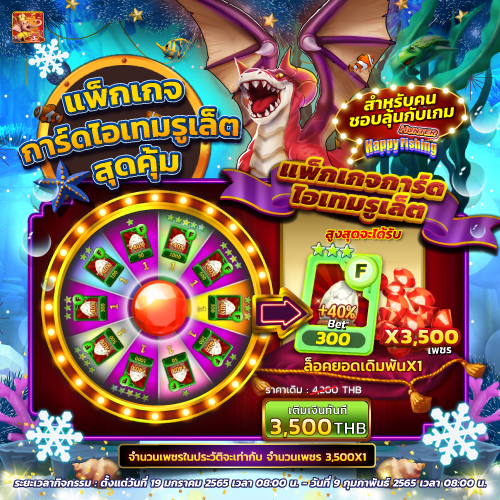 แพ็กเกจ
การ์ดไอเทมรูเล็ต
สุดคุ้ม
สำหรับคน
ชอบลุ้นกับเกม
Happy Fishing
แพ็กเกจการ์ด
ไอเทมรูเล็ต
สูงสุดจะได้รับ
F
+40%
Bet
300
X3,500
เพชร
ล็อคยอดเดิมพันX1
ราคาเดิม : 4,200 THB
เติมเงินทันที
3,500 THB
จำนวนเพชรในประวัติจะเท่ากับ จำนวนเพชร 3,500X1
ระยะเวลากิจกรรม : ตั้งแต่วันที่ 19 มกราคม 2565 เวลา 08:00 น. - วันที่ 9 กุมภาพันธ์ 2565 เวลา 08:00 น.